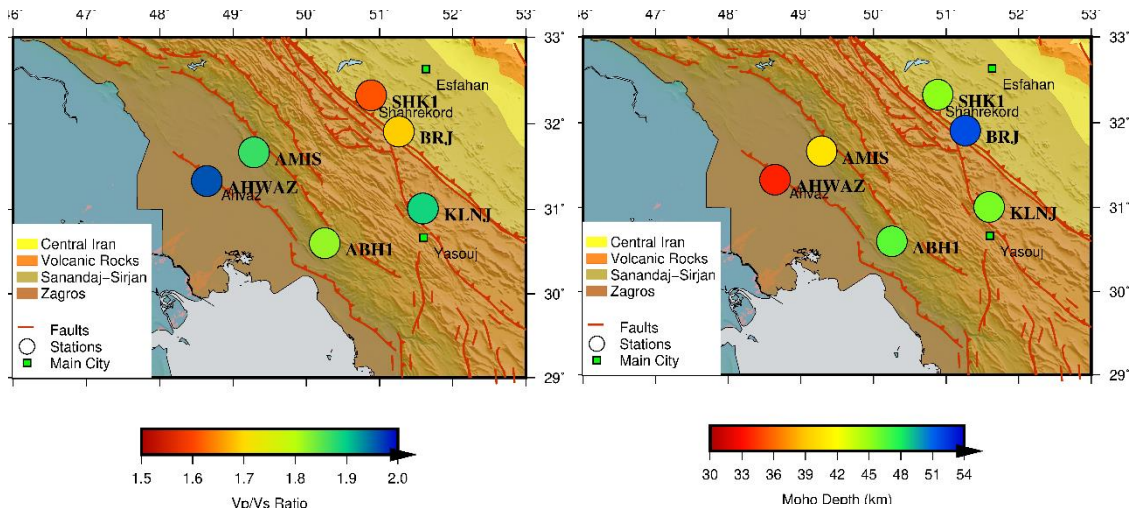 46° 47° 48° 49° 50° 51° 52° 53°
33°
32°
31°
30°
29°
SHK1
Shahrekord
Esfahan
BRJ
AMIS
AHWAZ
Ahvaz
KLNJ
ABH1
Yasouj
Central Iran
Volcanic Rocks
Sanandaj-Sirjan
Zagros
Faults
Stations
Main City
1.5 1.6 1.7 1.8 1.9 2.0
Vp/Vs Ratio
46° 47° 48° 49° 50° 51° 52° 53°
33°
32°
31°
30°
29°
SHK1
Shahrekord
Esfahan
BRJ
AMIS
AHWAZ
Ahvaz
KLNJ
ABH1
Yasouj
Central Iran
Volcanic Rocks
Sanandaj-Sirjan
Zagros
Faults
Stations
Main City
30 33 36 39 42 45 48 51 54
Moho Depth (km)